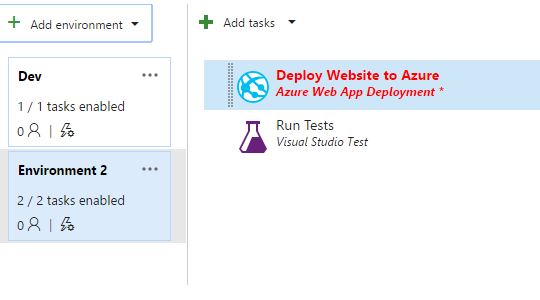 Add environment
Dev
1 / 1 tasks enabled
0 |
Environment 2
2 / 2 tasks enabled
0 |
Add tasks
Deploy Website to Azure
Azure Web App Deployment *
Run Tests
Visual Studio Test